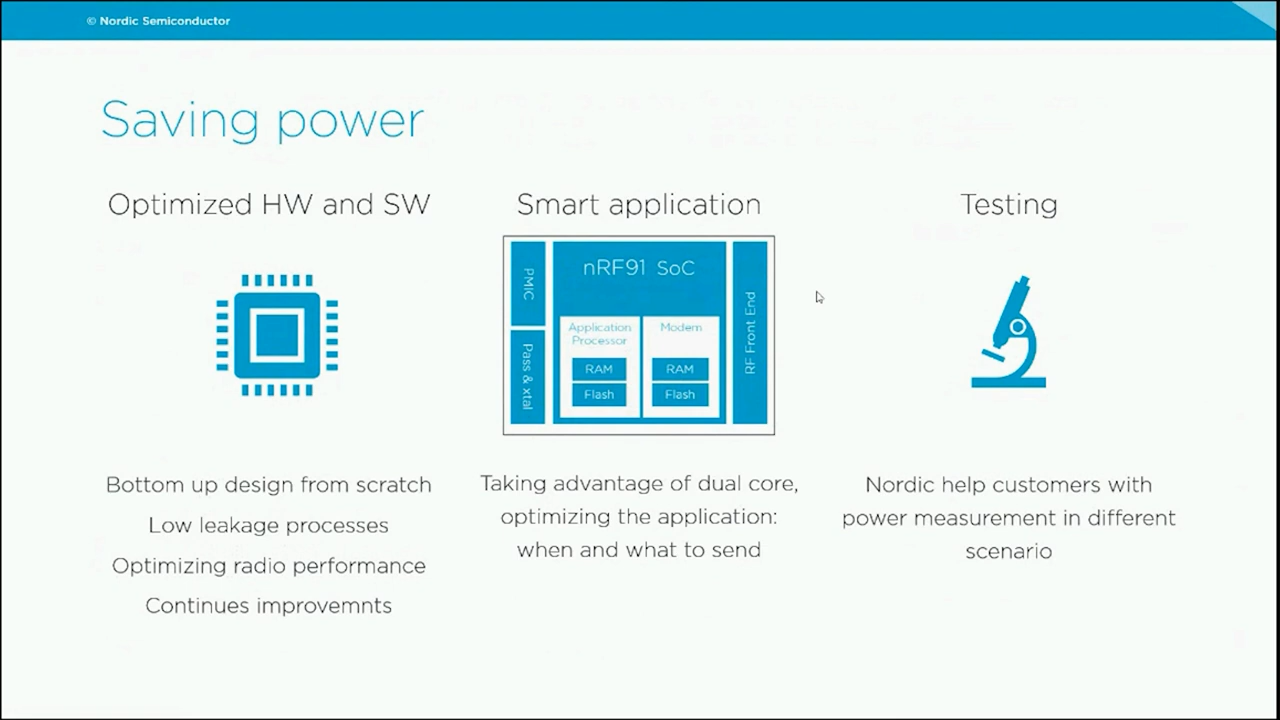 © Nordic Semiconductor
Saving power
Optimized HW and SW
Smart application
Testing
PMIC
Pass & xtal
nRF91 SoC
Application
Processor
RAM
Flash
Modem
RAM
Flash
RF Front End
Bottom up design from scratch
Low leakage processes
Optimizing radio performance
Continues improvemnts
Taking advantage of dual core,
optimizing the application:
when and what to send
Nordic help customers with
power measurement in different
scenario